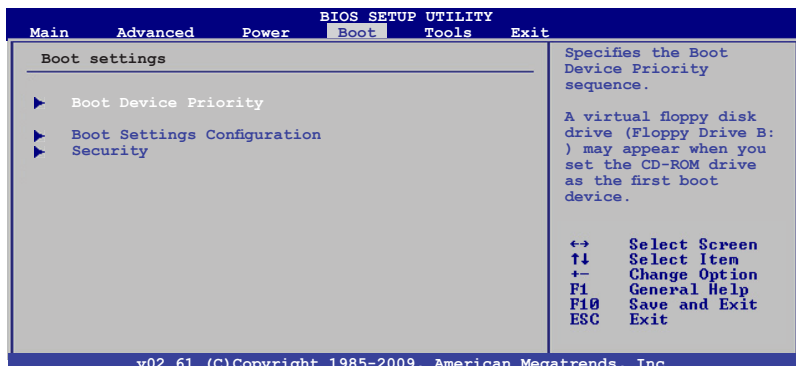 BIOS SETUP UTILITY
Main Advanced Power Boot Tools Exit
Boot settings
Boot Device Priority
Boot Settings Configuration
Security
Specifies the Boot
Device Priority
sequence.
A virtual floppy disk
drive (Floppy Drive B:
) may appear when you
set the CD-ROM drive
as the first boot
device.
←→ Select Screen
↑↓ Select Item
+- Change Option
F1 General Help
F10 Save and Exit
ESC Exit
v02.61 (C)Copyright 1985-2009, American Megatrends, Inc.